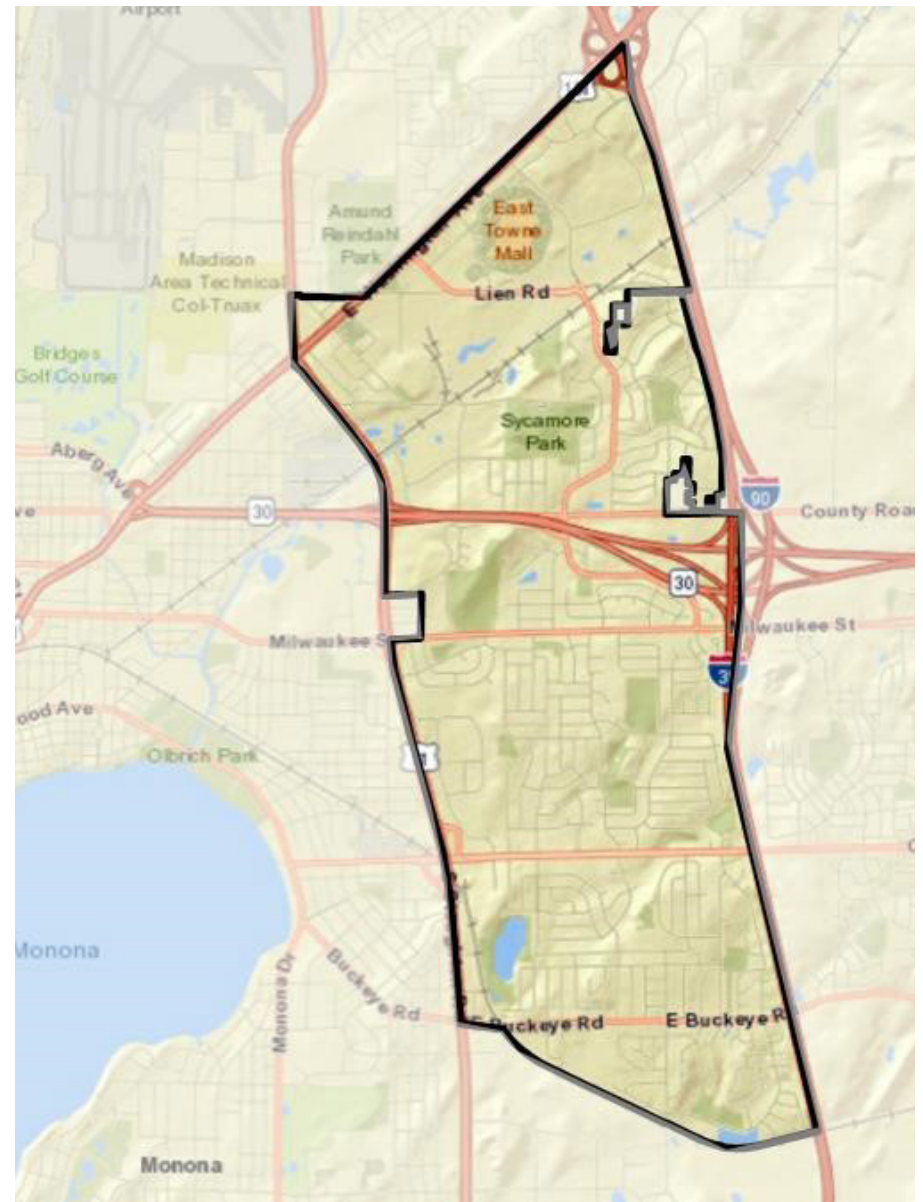 Airport
Amund
Reindahl
Park
East
Towne
Mall
Madison
Area Technical
Col-Truax
Lien Rd
Bridges
Golf Course
Sycamore
Park
Aberg Ave
30
90
County Road
30
Milwaukee St
Milwaukee St
Olbrich Park
Monona
Monona Dr
Buckeye Rd
E Buckeye Rd
E Buckeye R
Monona